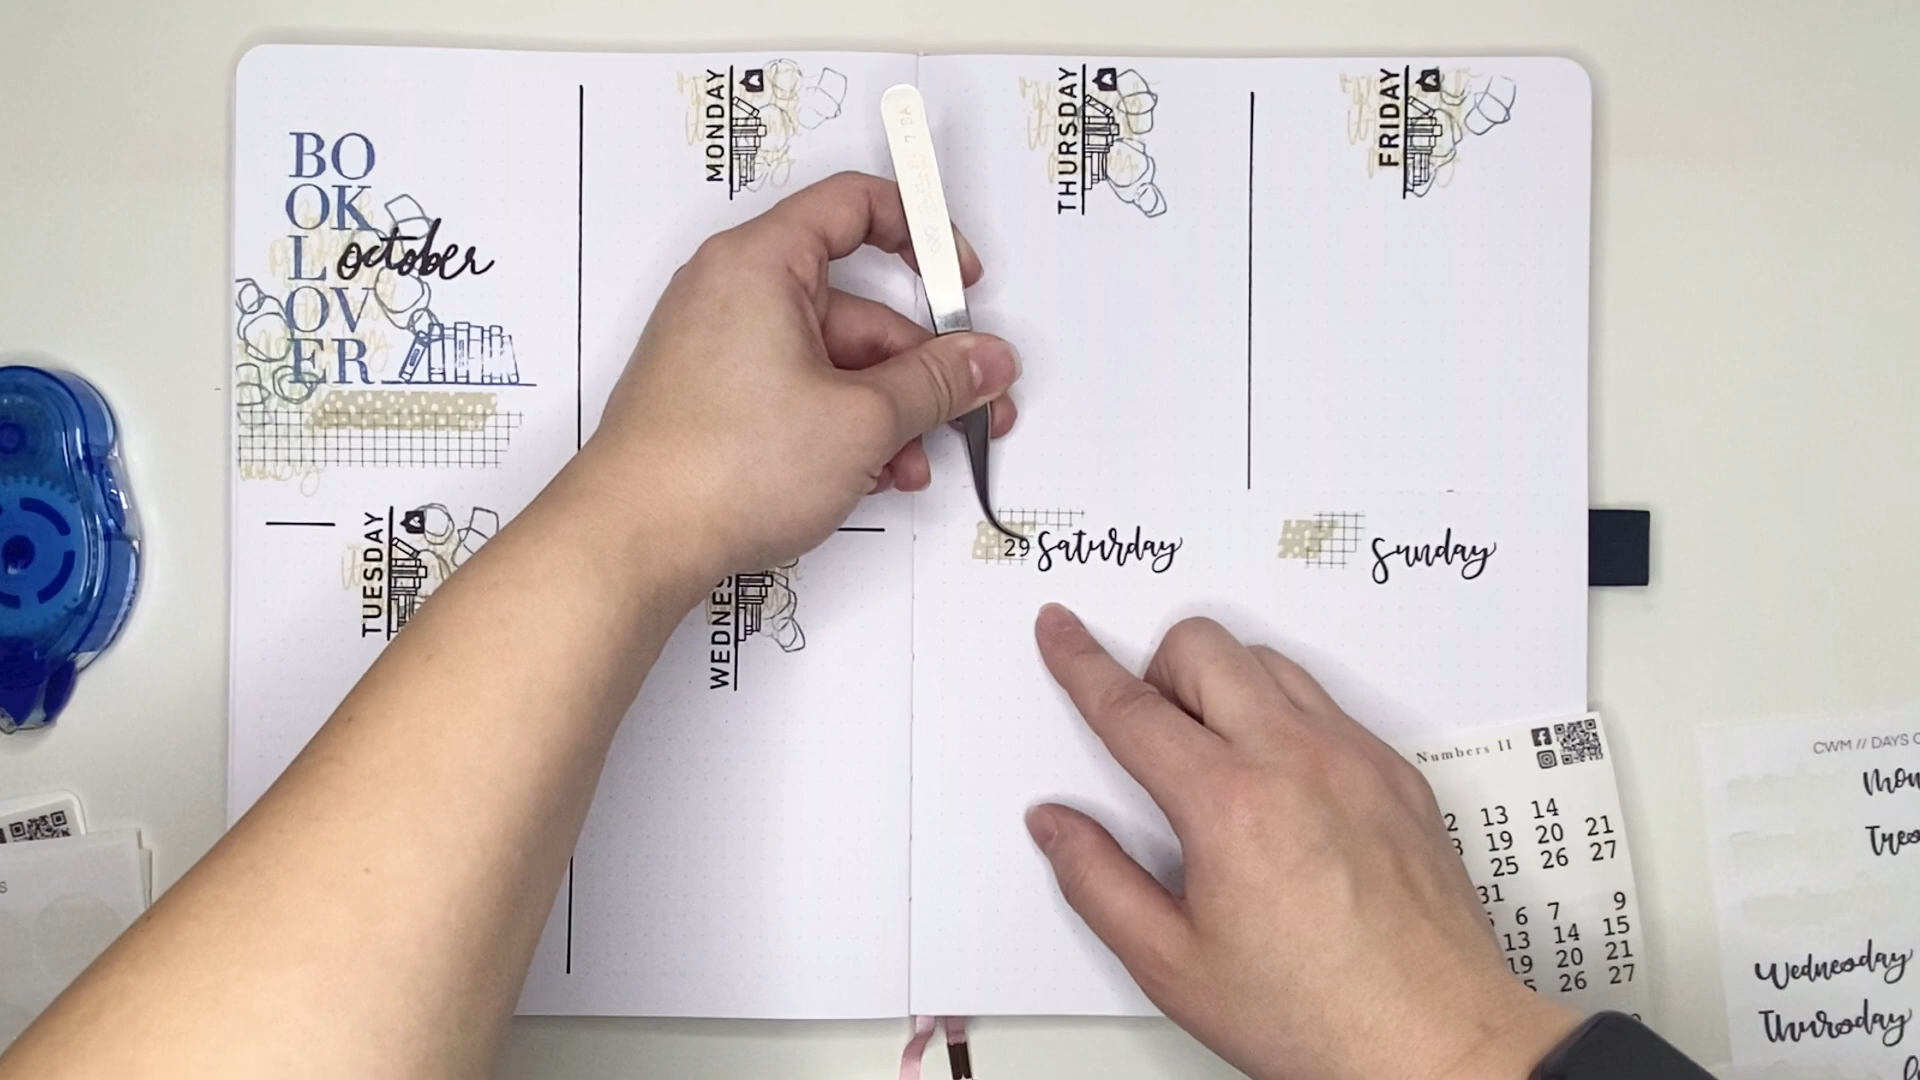 BO
OK
L october
OV
ER
MONDAY
TUESDAY
WEDNES
THURSDAY
FRIDAY
29 Saturday
Sunday
Numbers II
13 14
19 20 21
25 26 27
31
6 7 9
13 14 15
19 20 21
26 27
CWM // DAYS
Wednesday
Thursday